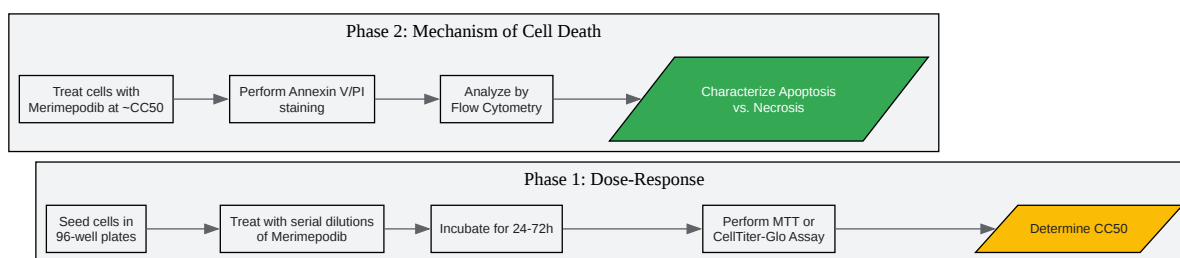 Phase 2: Mechanism of Cell Death
Treat cells with
Merimepodib at ~CC50
Perform Annexin V/PI
staining
Analyze by
Flow Cytometry
Characterize Apoptosis
vs. Necrosis
Phase 1: Dose-Response
Seed cells in
96-well plates
Treat with serial dilutions
of Merimepodib
Incubate for 24-72h
Perform MTT or
CellTiter-Glo Assay
Determine CC50